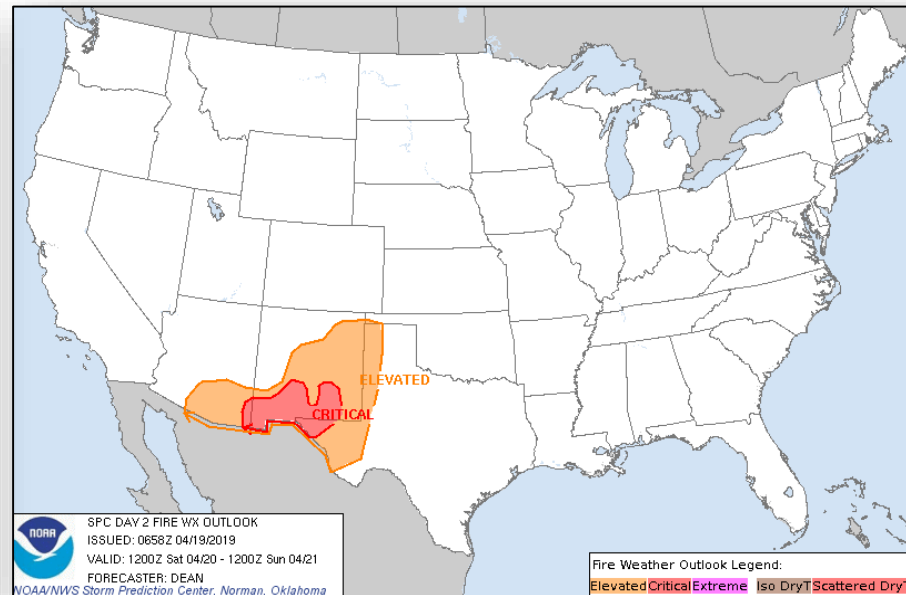 ELEVATED
CRITICAL
NOAA
SPC DAY 2 FIRE WX OUTLOOK
ISSUED: 0658Z 04/19/2019
VALID: 1200Z Sat 04/20 - 1200Z Sun 04/21
FORECASTER: DEAN
NOAA/NWS Storm Prediction Center, Norman, Oklahoma
Fire Weather Outlook Legend:
Elevated Critical Extreme Iso DryT Scattered DryT